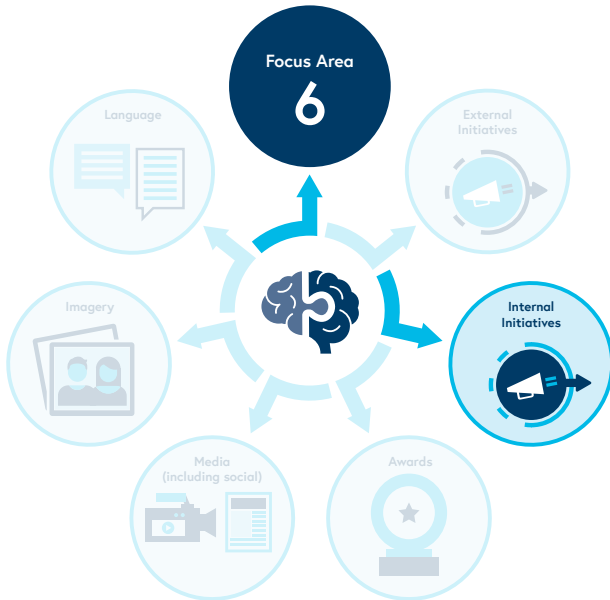 Focus Area
6
Language
External
Initiatives
Imagery
Internal
Initiatives
Media
(including social)
Awards